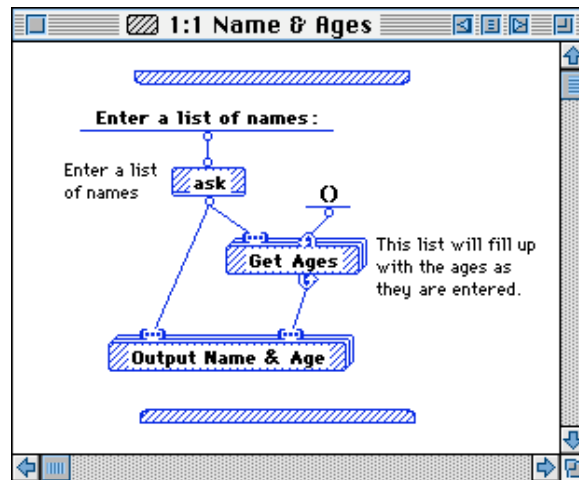 1:1 Name & Ages
Enter a list of names:
Enter a list
of names
ask
()
Get Ages
This list will fill up
with the ages as
they are entered.
Output Name & Age